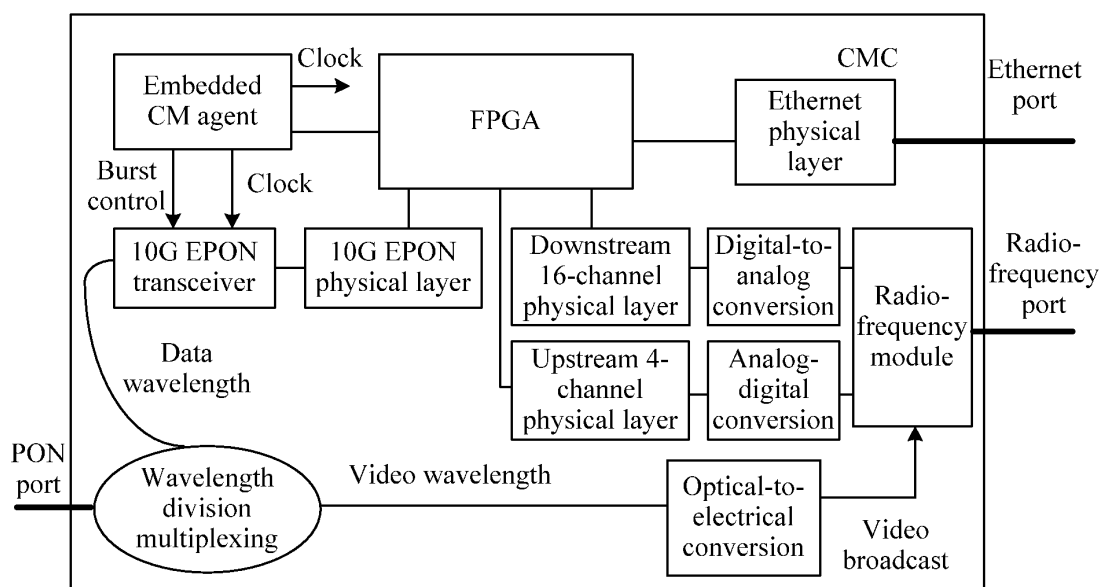 Embedded
CM agent
Clock
FPGA
CMC
Ethernet
physical
layer
Ethernet
port
Burst
control
Clock
10G EPON
transceiver
10G EPON
physical layer
Downstream
16-channel
physical layer
Digital-to-
analog
conversion
Radio-
frequency
module
Radio-
frequency
port
Data
wavelength
Upstream 4-
channel
physical layer
Analog-
digital
conversion
PON
port
Wavelength
division
multiplexing
Video wavelength
Optical-to-
electrical
conversion
Video
broadcast